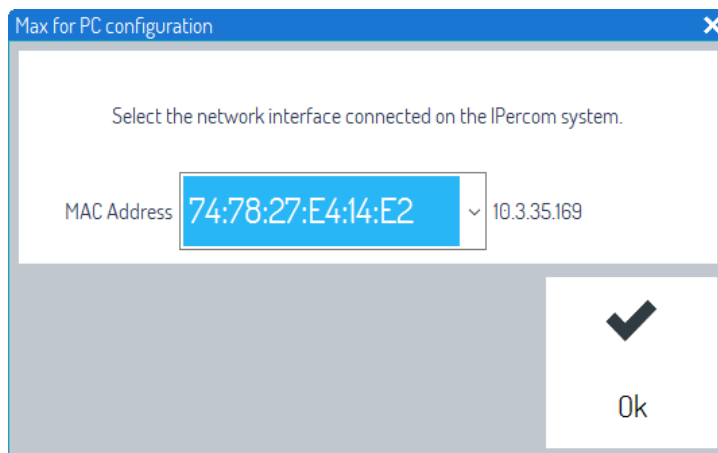 Max for PC configuration
Select the network interface connected on the IPercom system.
MAC Address 74:78:27:E4:14:E2 10.3.35.169
Ok